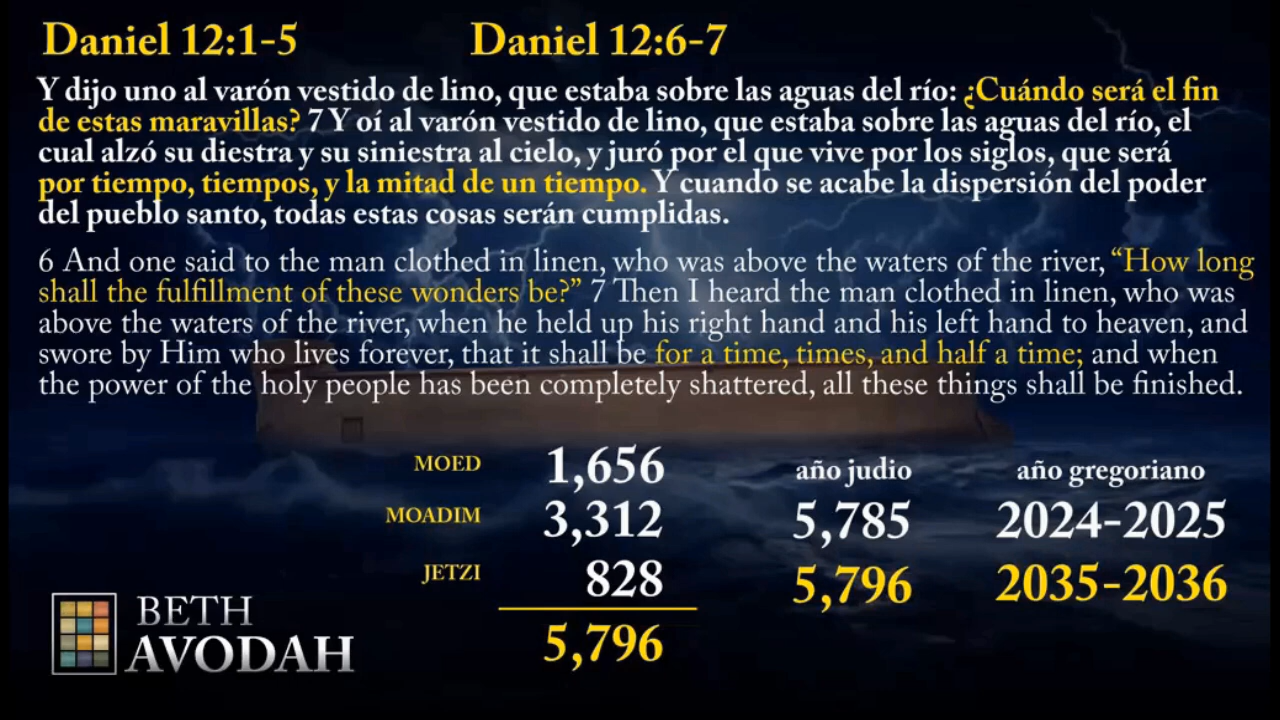 Daniel 12:1-5 Daniel 12:6-7
Y dijo uno al varón vestido de lino, que estaba sobre las aguas del río: ¿Cuándo será el fin
de estas maravillas? 7 Y oí al varón vestido de lino, que estaba sobre las aguas del río, el
cual alzó su diestra y su siniestra al cielo, y juró por el que vive por los siglos, que será
por tiempo, tiempos, y la mitad de un tiempo. Y cuando se acabe la dispersión del poder
del pueblo santo, todas estas cosas serán cumplidas.
6 And one said to the man clothed in linen, who was above the waters of the river, “How long
shall the fulfillment of these wonders be?” 7 Then I heard the man clothed in linen, who was
above the waters of the river, when he held up his right hand and his left hand to heaven, and
swore by Him who lives forever, that it shall be for a time, times, and half a time; and when
the power of the holy people has been completely shattered, all these things shall be finished.
MOED 1,656 año judio año gregoriano
MOADIM 3,312 5,785 2024-2025
JETZI 828 5,796 2035-2036
5,796
BETH
AVODAH